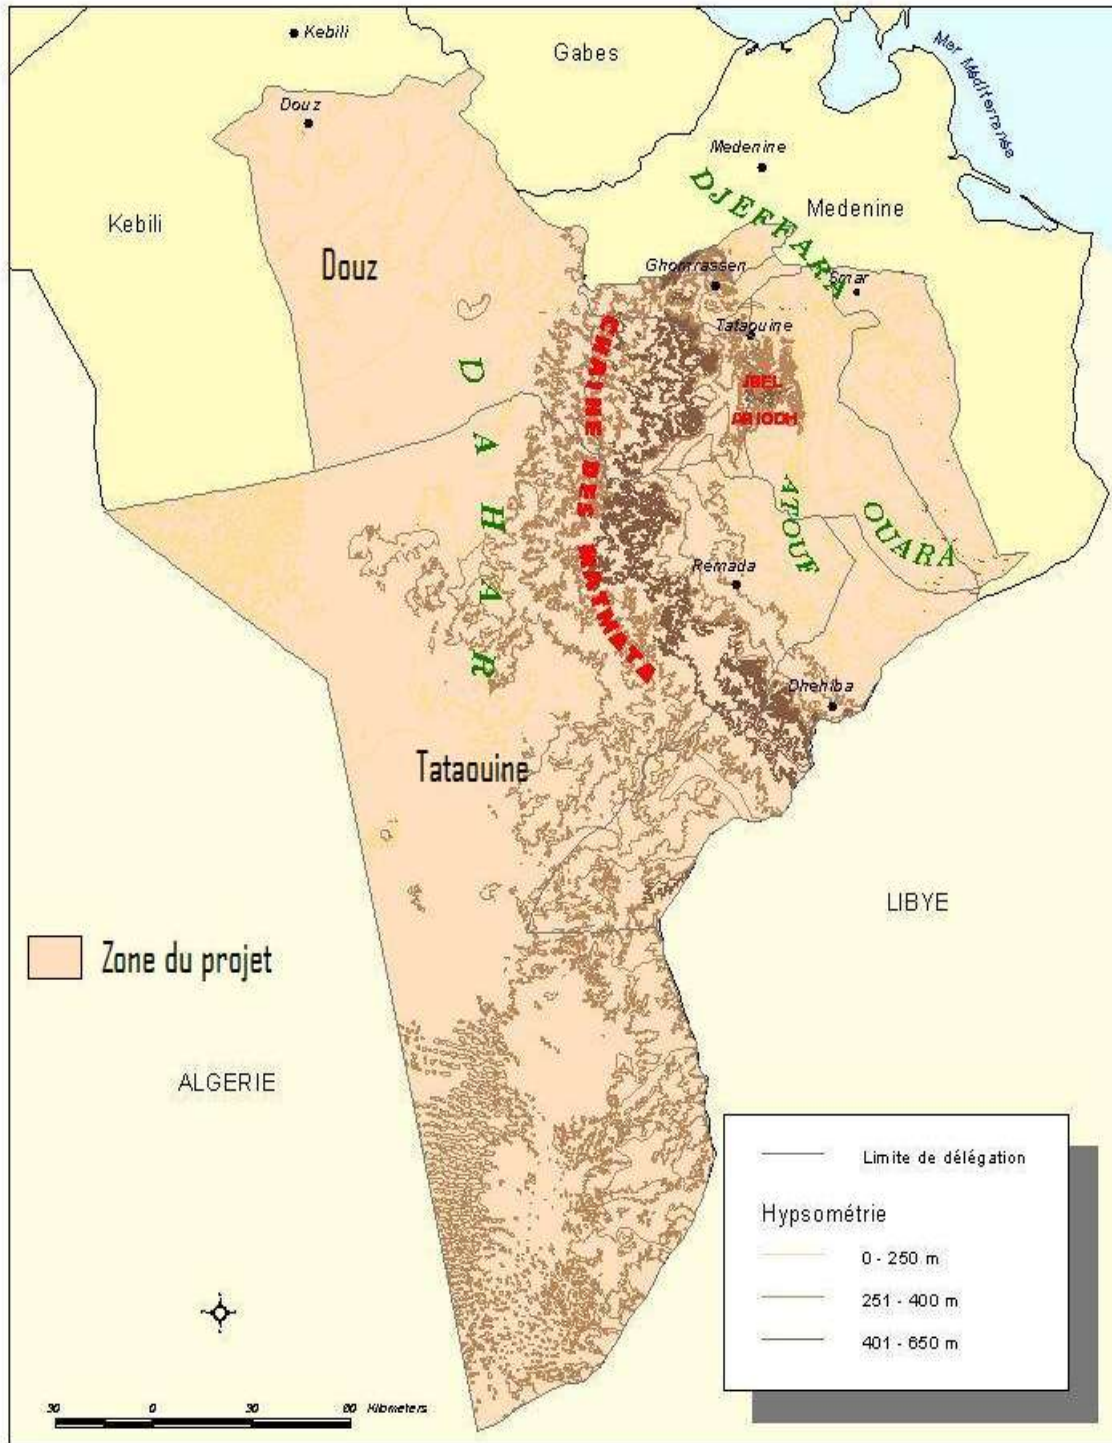 Kebili
Gabes
Mer Méditerranée
Douz
Medenine
DJEFFARA
Medenine
Kebili
Douz
Ghomrassen
Smar
Tataouine
CHAINE DES MATMATA
JBEL
ABIODH
DAHAR
ATOUF
OUARA
Remada
Dhehiba
Tataouine
LIBYE
Zone du projet
ALGERIE
Limite de délégation
Hypsométrie
0 - 250 m
251 - 400 m
401 - 650 m
30 0 30 60 Kilometers